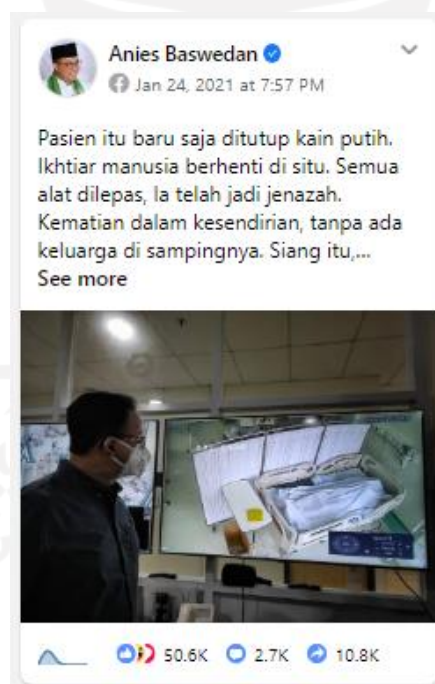 Anies Baswedan
Jan 24, 2021 at 7:57 PM
Pasien itu baru saja ditutup kain putih.
Ikhtiar manusia berhenti di situ. Semua
alat dilepas, Ia telah jadi jenazah.
Kematian dalam kesendirian, tanpa ada
keluarga di sampingnya. Siang itu,...
See more
50.6K 2.7K 10.8K